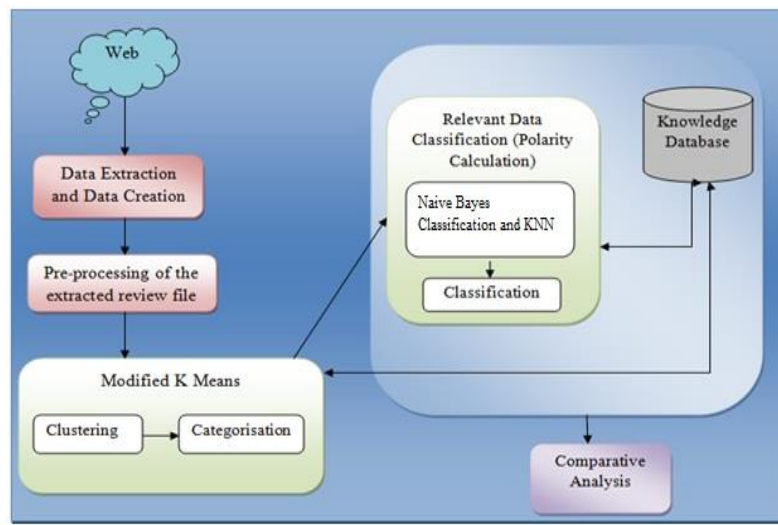 Web
Data Extraction
and Data Creation
Pre-processing of the
extracted review file
Modified K Means
Clustering
Categorisation
Relevant Data
Classification (Polarity
Calculation)
Naive Bayes
Classification and KNN
Classification
Knowledge
Database
Comparative
Analysis